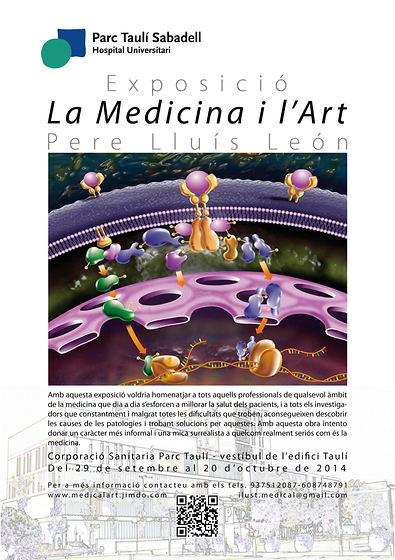 Parc Taulí Sabadell
Hospital Universitari
Exposició
La Medicina i l'Art
Pere Lluís León
Amb aquesta exposició voldria homenatjar a tots aquells professionals de qualsevol àmbit
de la medicina que dia a dia s'esforcen a millorar la salut dels pacients, i a tots els investiga-
dors que constantment i malgrat totes les dificultats que troben, aconsegueixen descobrir
les causes de les patologies i trobant solucions per aquestes. Amb aquesta obra intento
donar un caràcter més informal i una mica surrealista a quelcom realment seriós com és la
medicina.
Corporació Sanitaria Parc Taulí - vestíbul de l'edifici Taulí
Del 29 de setembre al 20 d'octubre de 2014
Per a més informació contacteu amb els tels. 937512087-608748791
www.medicalart.jimdo.com ilust.medical@gmail.com